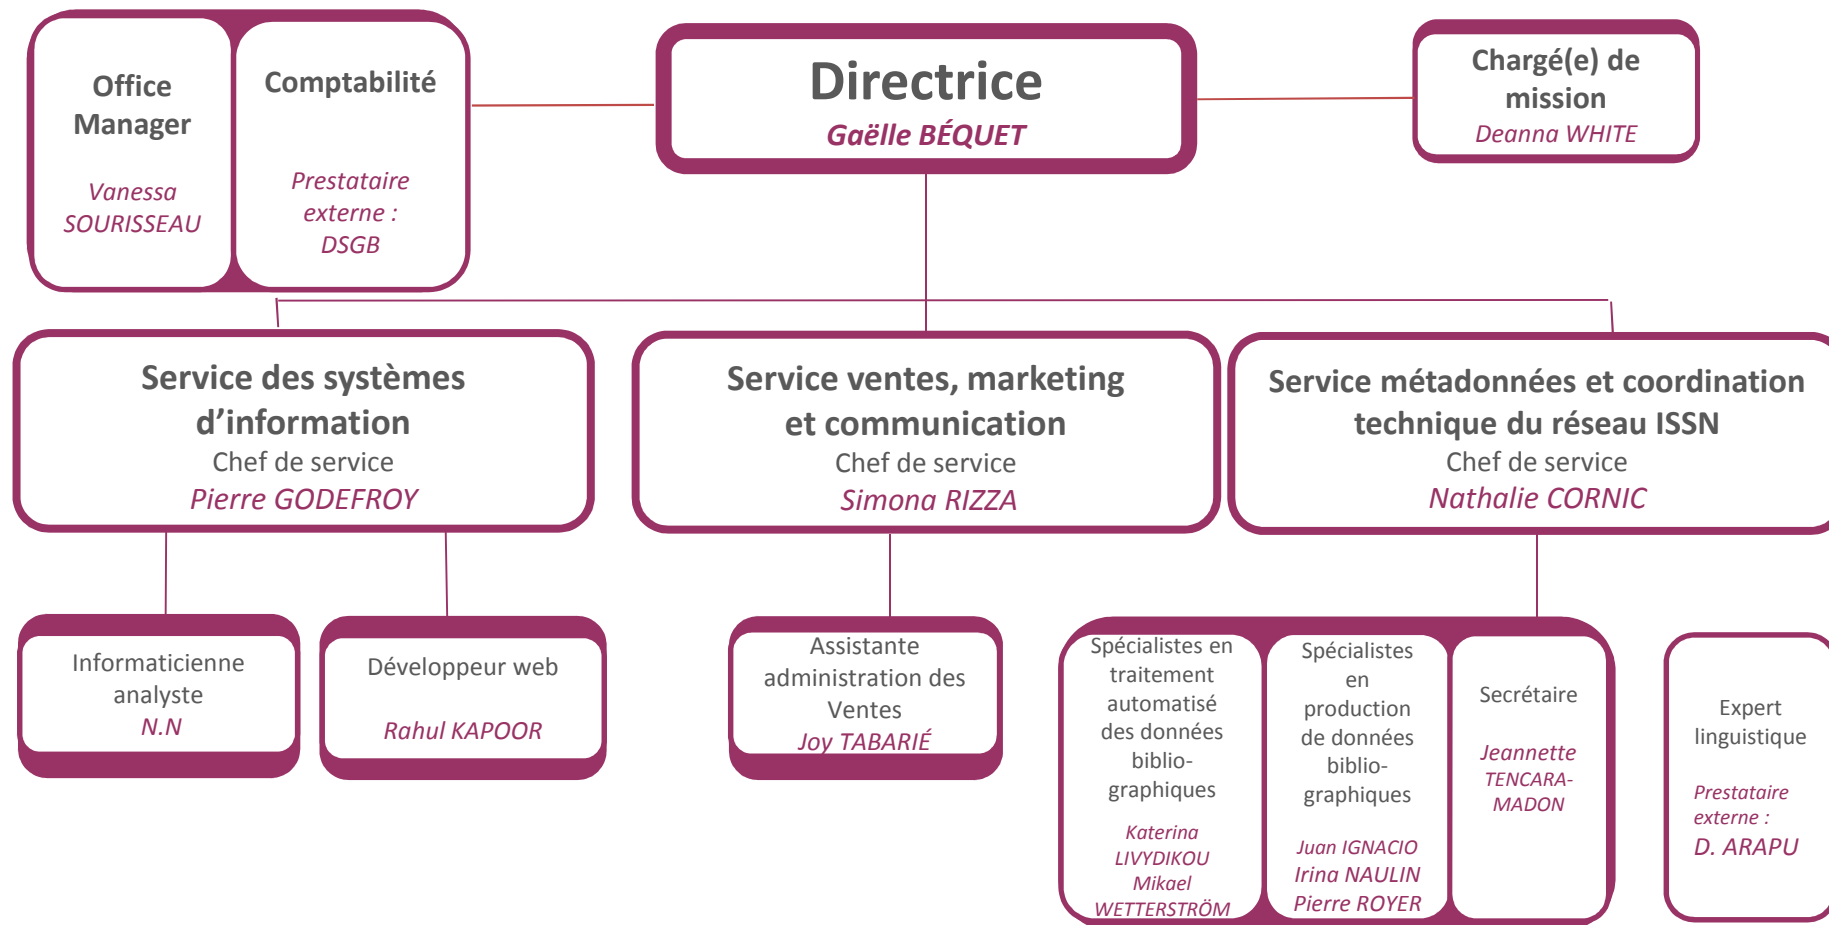 Office
Manager
Vanessa
SOURISSEAU
Comptabilité
Prestataire
externe :
DSGB
Directrice
Gaëlle BÉQUET
Chargé(e) de
mission
Deanna WHITE
Service des systèmes
d’information
Chef de service
Pierre GODEFROY
Service ventes, marketing
et communication
Chef de service
Simona RIZZA
Service métadonnées et coordination
technique du réseau ISSN
Chef de service
Nathalie CORNIC
Informaticienne
analyste
N.N
Développeur web
Rahul KAPOOR
Assistante
administration des
Ventes
Joy TABARIÉ
Spécialistes en
traitement
automatisé
des données
biblio-
graphiques
Katerina
LIVYDIKOU
Mikael
WETTERSTRÖM
Spécialistes
en
production
de données
biblio-
graphiques
Juan IGNACIO
Irina NAULIN
Pierre ROYER
Secrétaire
Jeannette
TENCARA-
MADON
Expert
linguistique
Prestataire
externe :
D. ARAPU